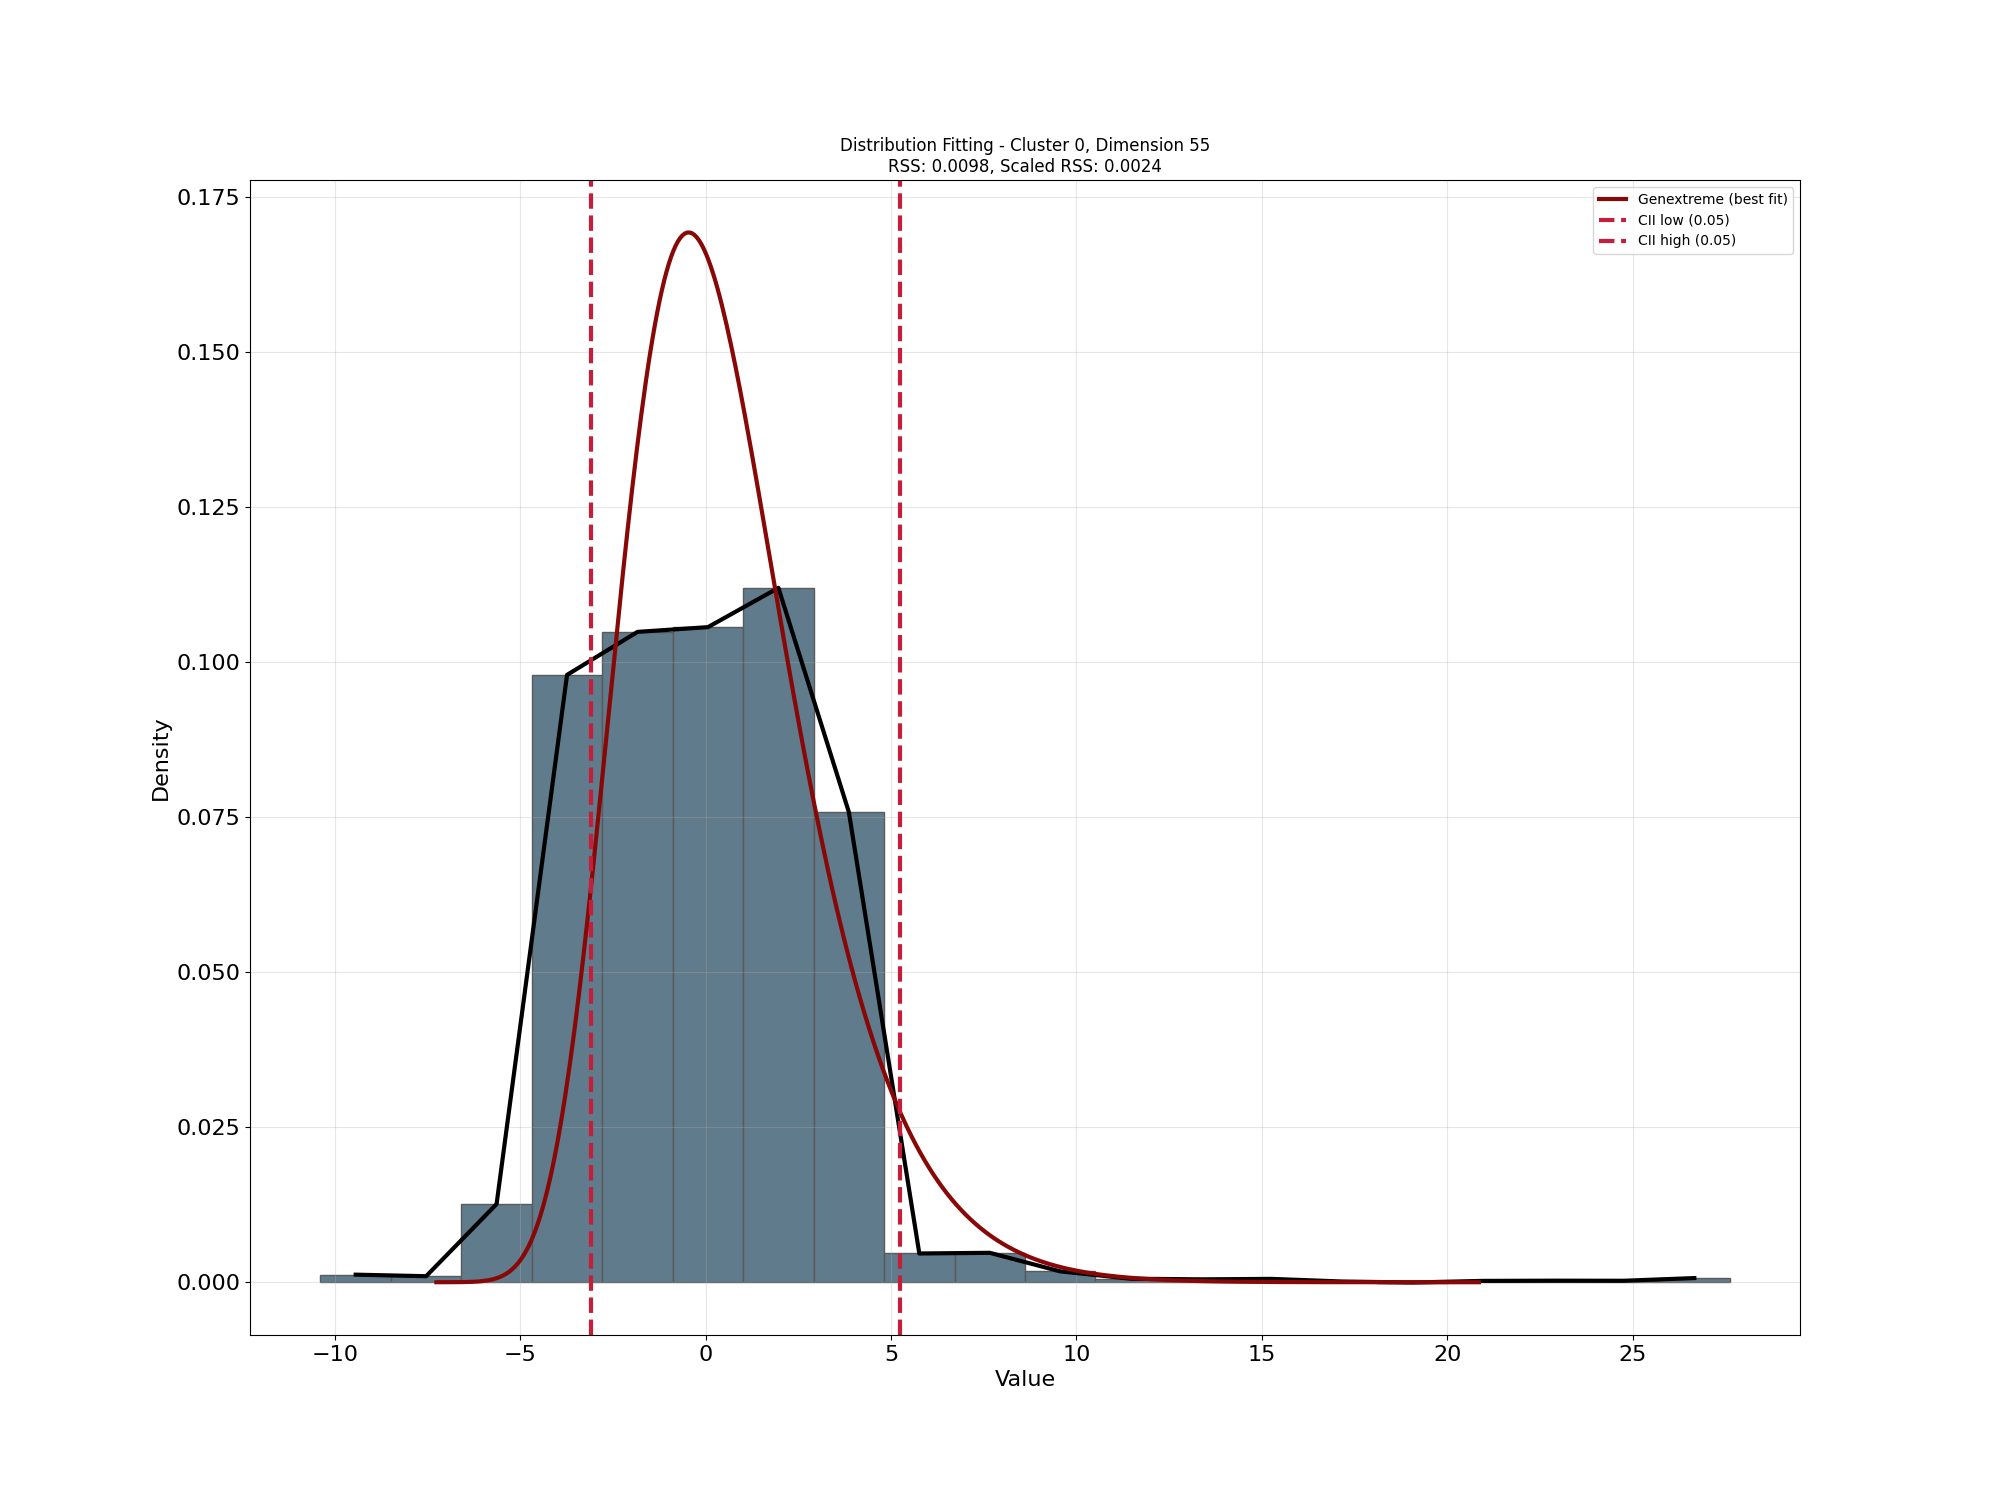 Distribution Fitting - Cluster 0, Dimension 55
RSS: 0.0098, Scaled RSS: 0.0024
Genextreme (best fit)
CII low (0.05)
CII high (0.05)
0.175
0.150
0.125
0.100
0.075
0.050
0.025
0.000
Density
−10 −5 0 5 10 15 20 25
Value